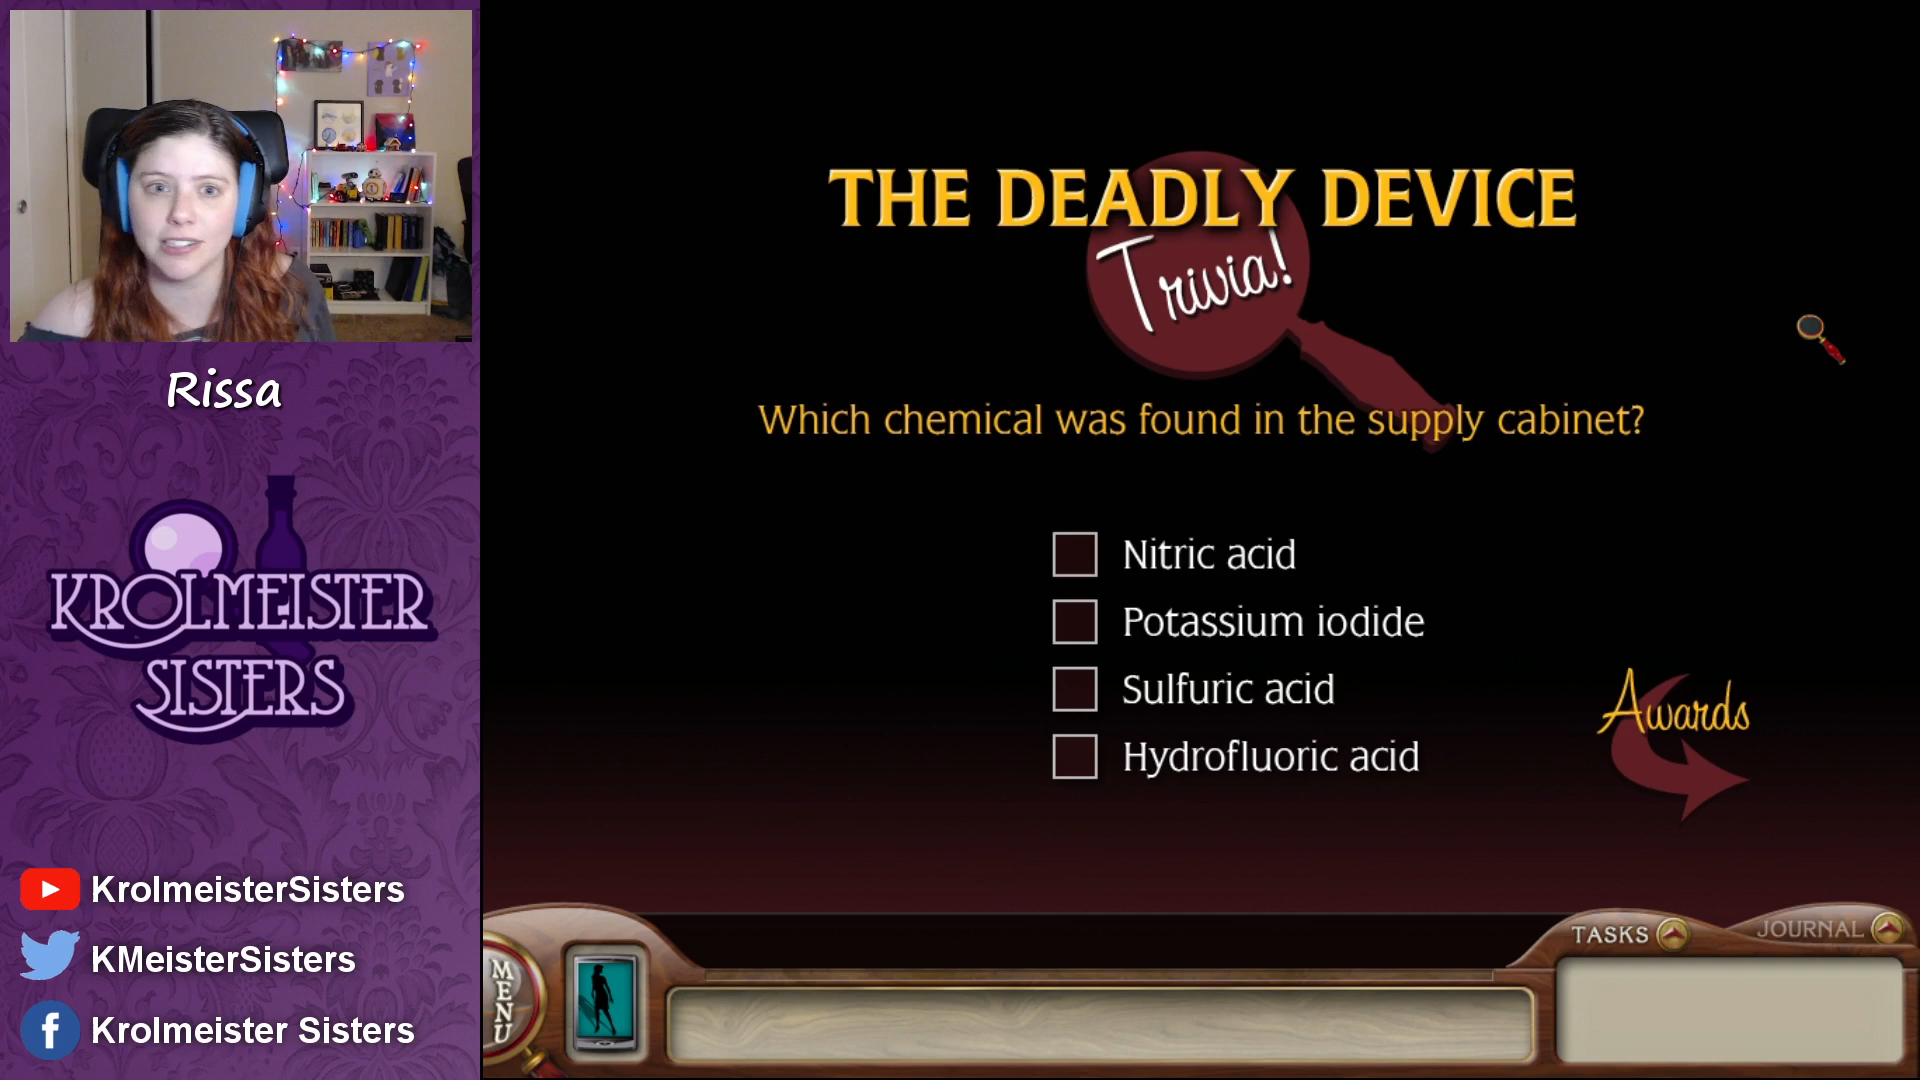 Rissa
KROLMEISTER
SISTERS
KrolmeisterSisters
KMeisterSisters
Krolmeister Sisters
THE DEADLY DEVICE
Trivia!
Which chemical was found in the supply cabinet?
Nitric acid
Potassium iodide
Sulfuric acid
Hydrofluoric acid
Awards
MENU
TASKS
JOURNAL